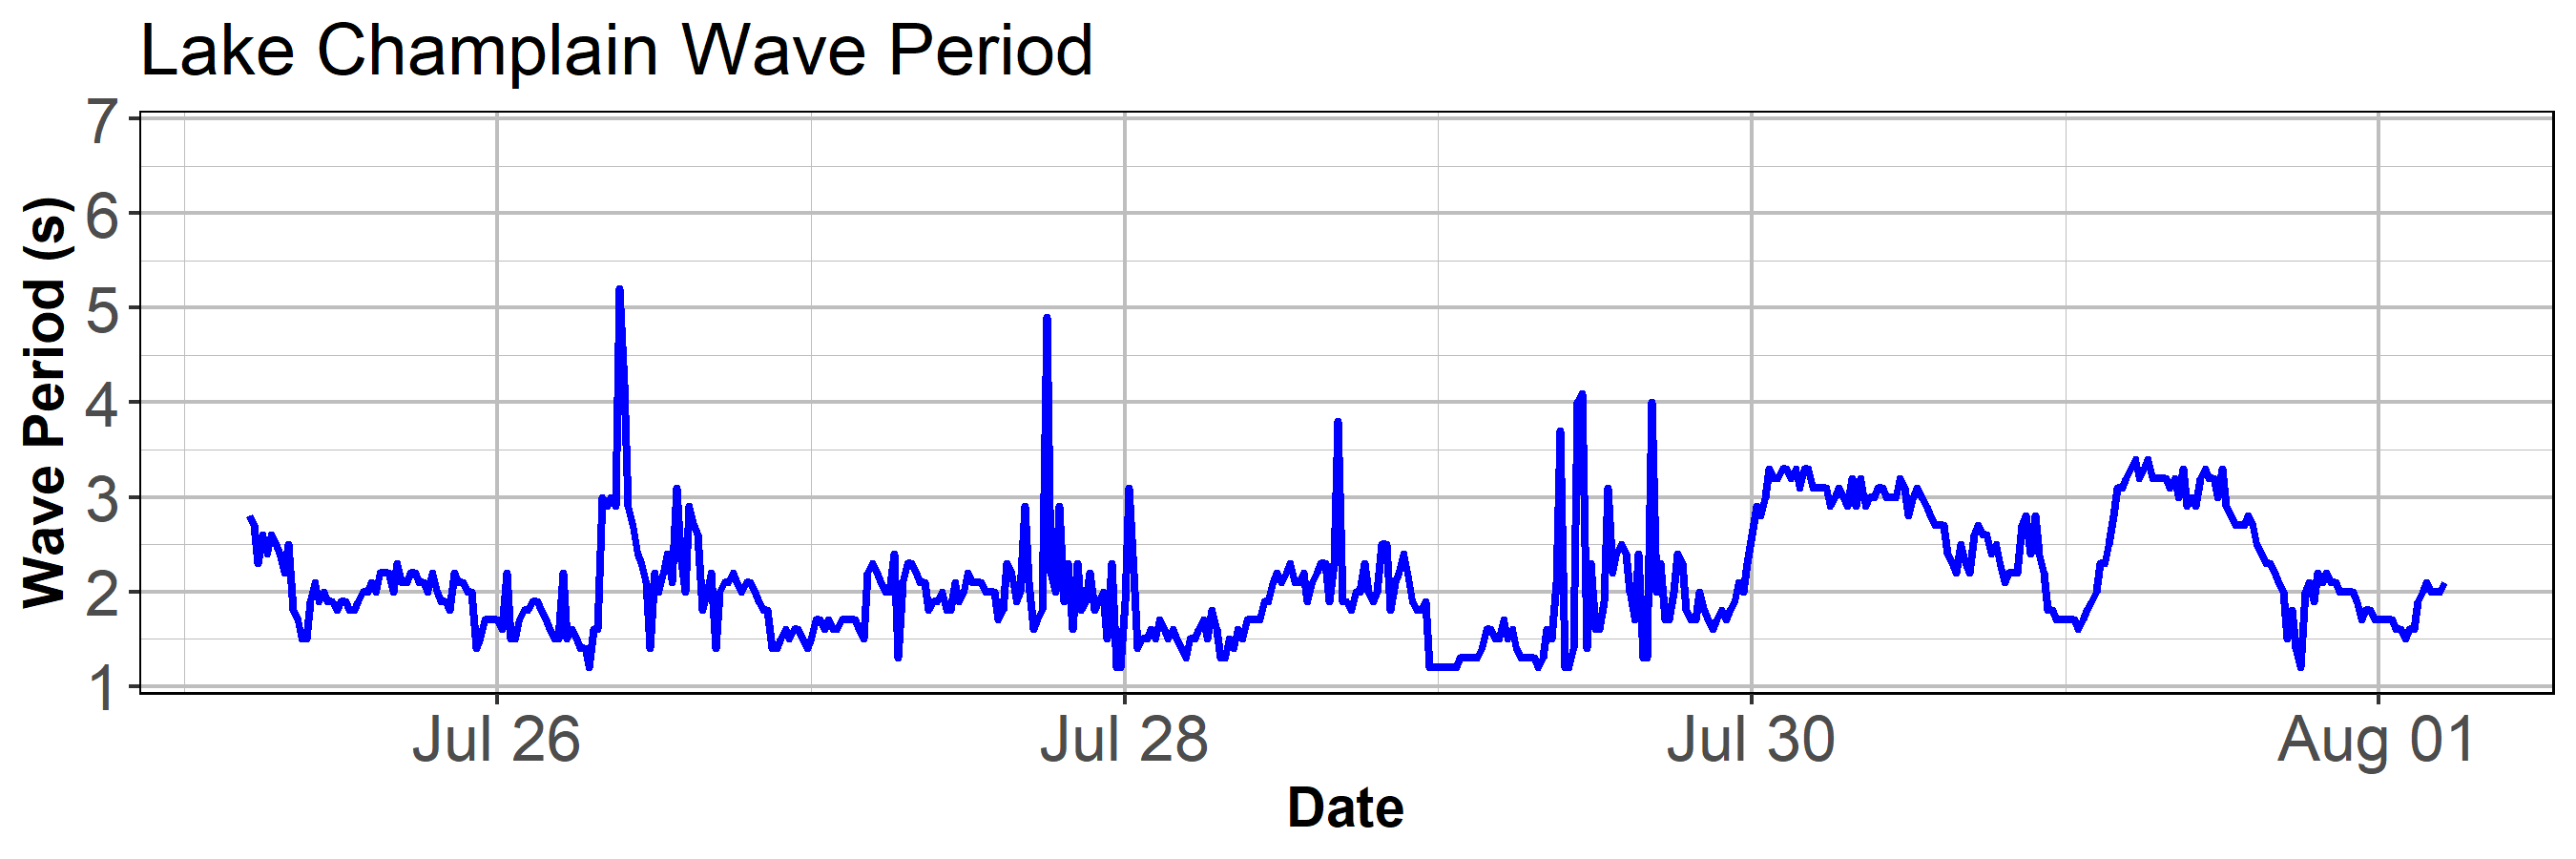 Lake Champlain Wave Period
Wave Period (s)
7
6
5
4
3
2
1
Jul 26
Jul 28
Jul 30
Aug 01
Date